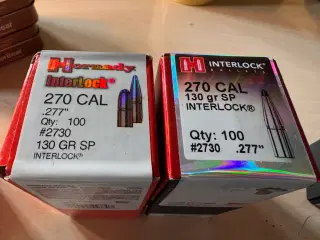 Hornady
InterLock
270 CAL
.277"
Qty: 100
#2730
130 GR SP
INTERLOCK®
H INTERLOCK
BULLETS
270 CAL
130 gr SP
INTERLOCK®
Qty: 100
#2730 .277"